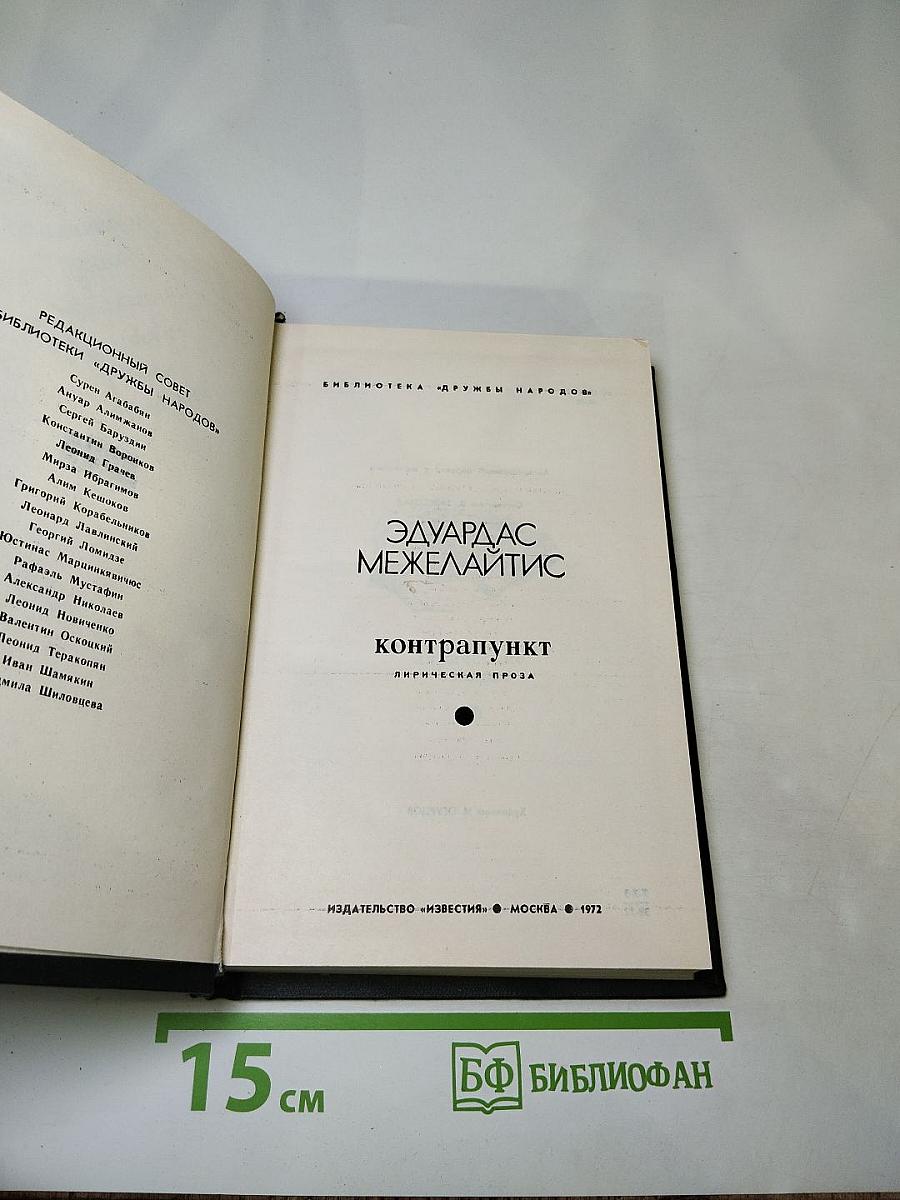 РЕДАКЦИОННЫЙ СОВЕТ
БИБЛИОТЕКИ «ДРУЖБЫ НАРОДОВ»
Сурен Агабабян
Ануар Алимжанов
Сергей Баруздин
Константин Воронков
Леонид Грачев
Мирза Ибрагимов
Алим Кешоков
Григорий Корабельников
Леонард Лавлинский
Георгий Ломидзе
Юстинас Марцинкявичюс
Рафаэль Мустафин
Александр Николаев
Леонид Новиченко
Валентин Оскоцкий
Леонид Теракопян
Иван Шамякин
дмила Шиловцева
БИБЛИОТЕКА «ДРУЖБЫ НАРОДОВ»
ЭДУАРДАС
МЕЖЕЛАЙТИС
контрапункт
ЛИРИЧЕСКАЯ ПРОЗА
ИЗДАТЕЛЬСТВО «ИЗВЕСТИЯ» ● МОСКВА ● 1972
15 см
БФ БИБЛИОФАН